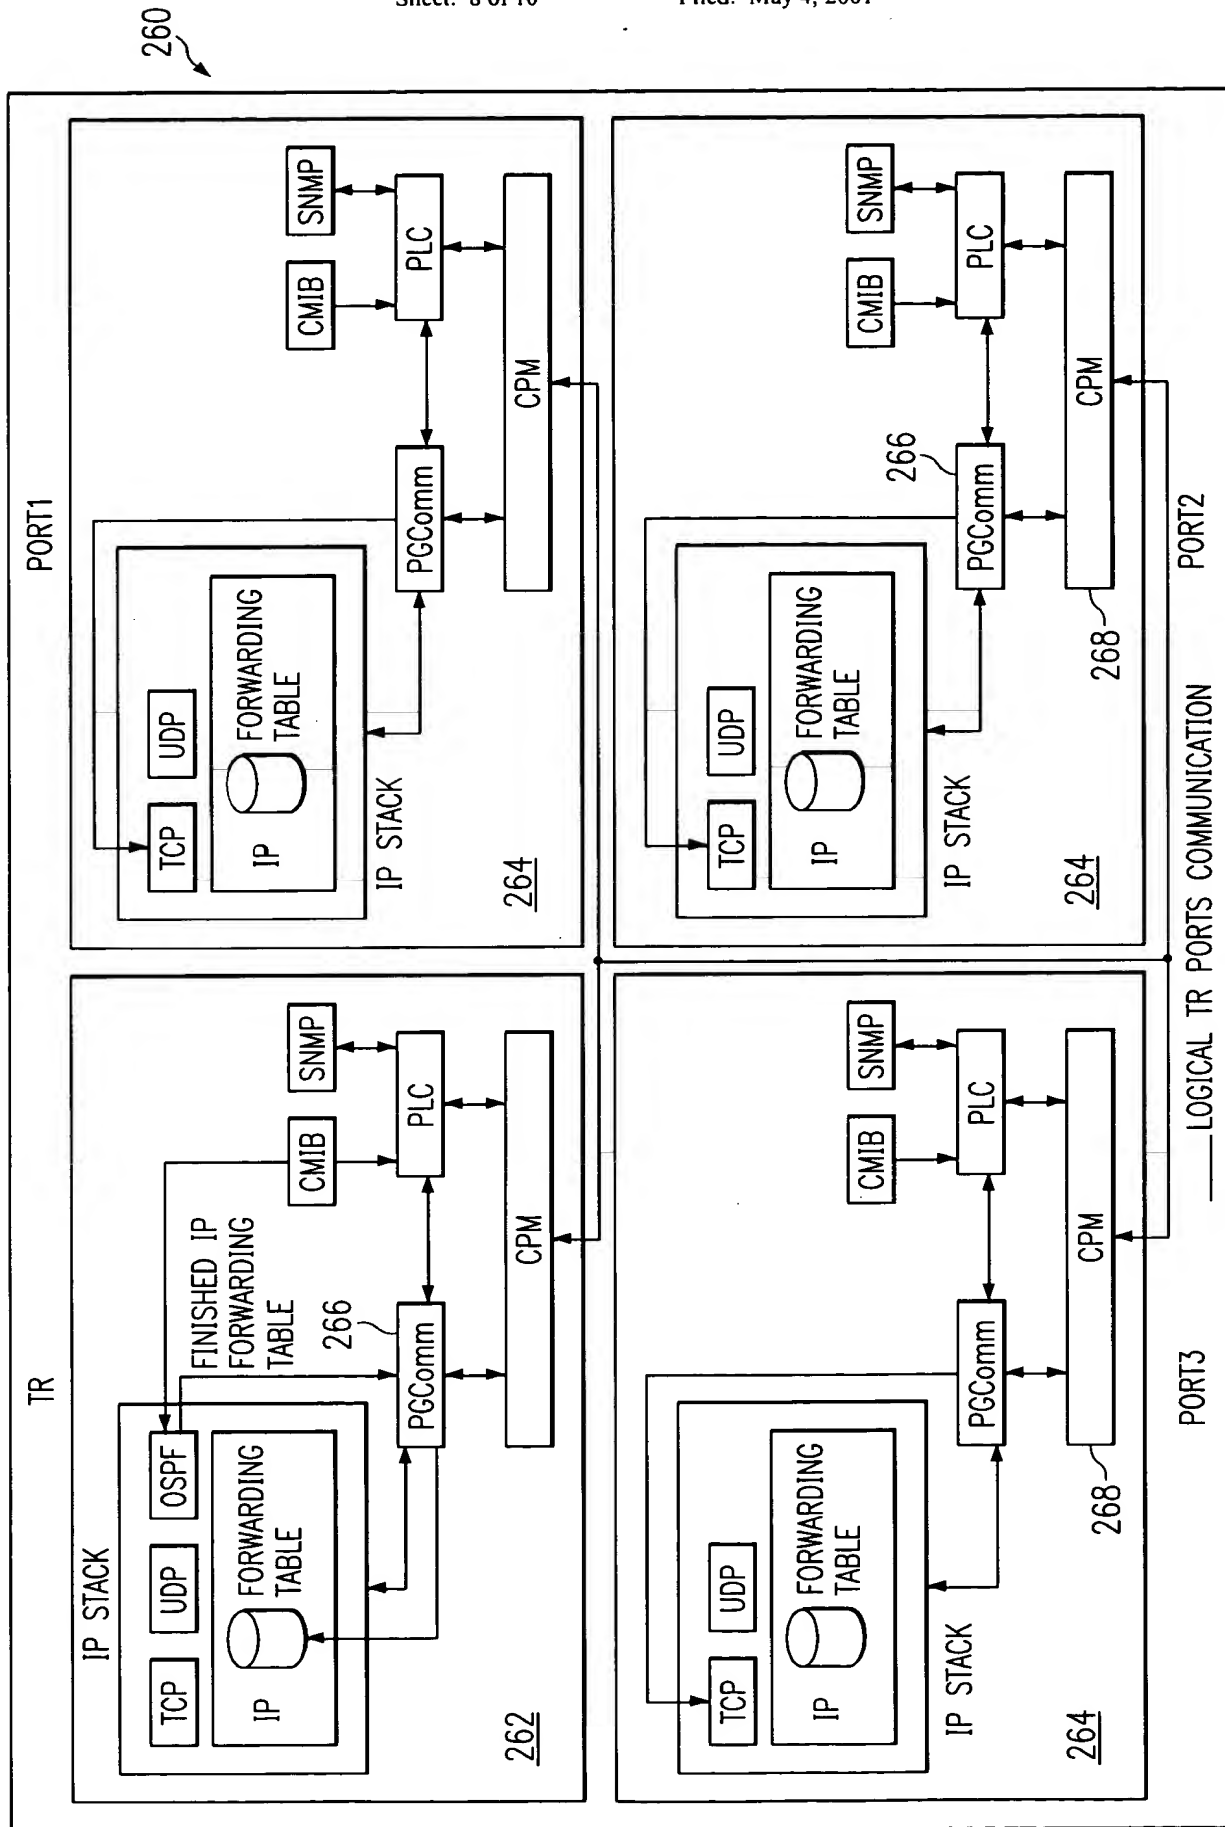 Sheet: 8 of 10 Filed: May 4, 2001
260
TR
IP STACK
TCP
UDP
OSPF
FINISHED IP
FORWARDING
TABLE
IP
FORWARDING
TABLE
266
PGComm
CMIB
SNMP
PLC
CPM
262
PORT1
TCP
UDP
IP
FORWARDING
TABLE
IP STACK
PGComm
CMIB
SNMP
PLC
CPM
264
TCP
UDP
IP
FORWARDING
TABLE
IP STACK
PGComm
CMIB
SNMP
PLC
CPM
264
268
PORT3
TCP
UDP
IP
FORWARDING
TABLE
IP STACK
266
PGComm
CMIB
SNMP
PLC
CPM
264
268
PORT2
LOGICAL TR PORTS COMMUNICATION